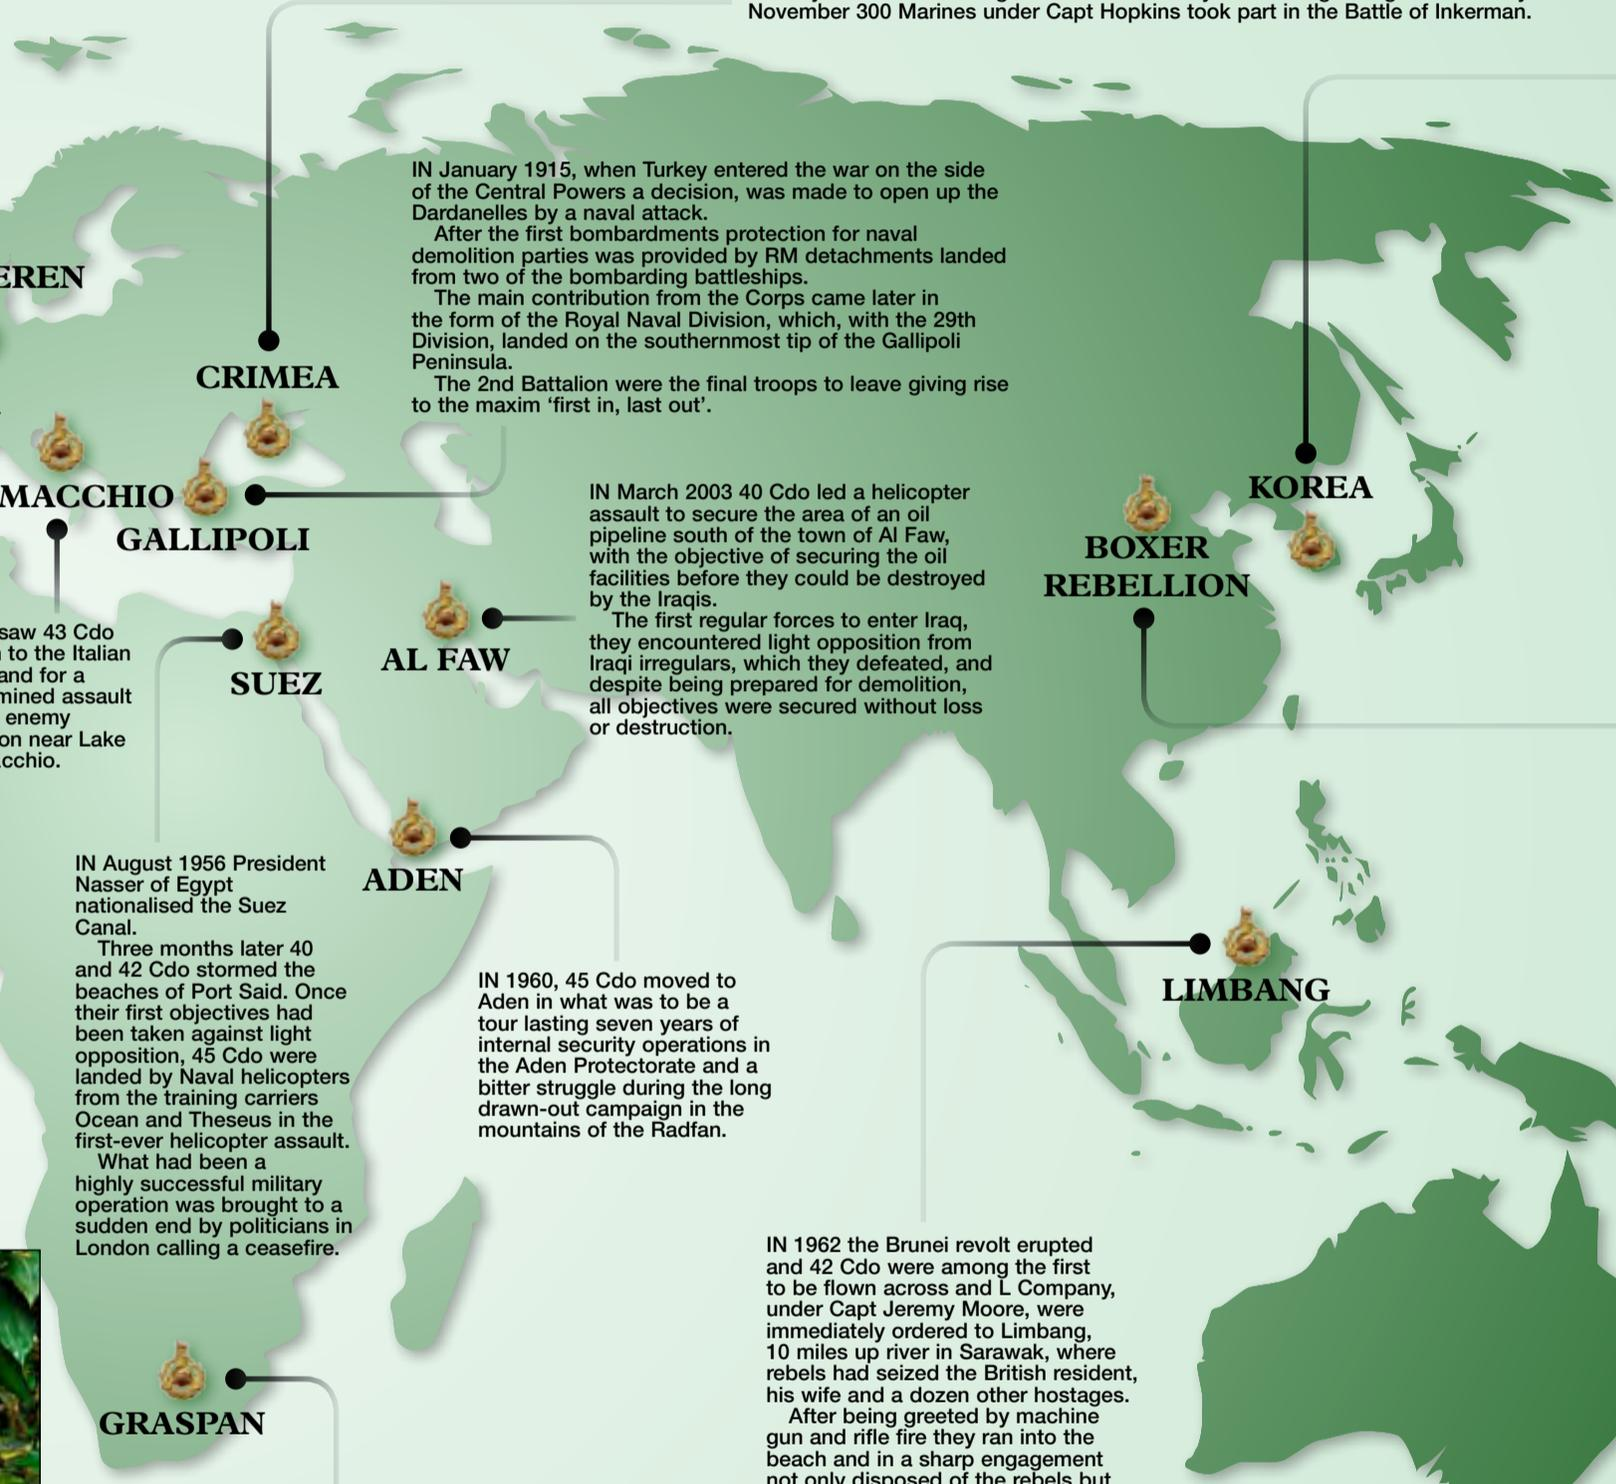 November 300 Marines under Capt Hopkins took part in the Battle of Inkerman.
IN January 1915, when Turkey entered the war on the side
of the Central Powers a decision, was made to open up the
Dardanelles by a naval attack.
After the first bombardments protection for naval
demolition parties was provided by RM detachments landed
from two of the bombarding battleships.
The main contribution from the Corps came later in
the form of the Royal Naval Division, which, with the 29th
Division, landed on the southernmost tip of the Gallipoli
Peninsula.
The 2nd Battalion were the final troops to leave giving rise
to the maxim ‘first in, last out’.
EREN
CRIMEA
MACCHIO
GALLIPOLI
KOREA
BOXER
REBELLION
IN March 2003 40 Cdo led a helicopter
assault to secure the area of an oil
pipeline south of the town of Al Faw,
with the objective of securing the oil
facilities before they could be destroyed
by the Iraqis.
The first regular forces to enter Iraq,
they encountered light opposition from
Iraqi irregulars, which they defeated, and
despite being prepared for demolition,
all objectives were secured without loss
or destruction.
saw 43 Cdo
to the Italian
and for a
mined assault
enemy
on near Lake
cchio.
SUEZ
AL FAW
IN August 1956 President
Nasser of Egypt
nationalised the Suez
Canal.
Three months later 40
and 42 Cdo stormed the
beaches of Port Said. Once
their first objectives had
been taken against light
opposition, 45 Cdo were
landed by Naval helicopters
from the training carriers
Ocean and Theseus in the
first-ever helicopter assault.
What had been a
highly successful military
operation was brought to a
sudden end by politicians in
London calling a ceasefire.
ADEN
IN 1960, 45 Cdo moved to
Aden in what was to be a
tour lasting seven years of
internal security operations in
the Aden Protectorate and a
bitter struggle during the long
drawn-out campaign in the
mountains of the Radfan.
LIMBANG
IN 1962 the Brunei revolt erupted
and 42 Cdo were among the first
to be flown across and L Company,
under Capt Jeremy Moore, were
immediately ordered to Limbang,
10 miles up river in Sarawak, where
rebels had seized the British resident,
his wife and a dozen other hostages.
After being greeted by machine
gun and rifle fire they ran into the
beach and in a sharp engagement
not only disposed of the rebels but
GRASPAN